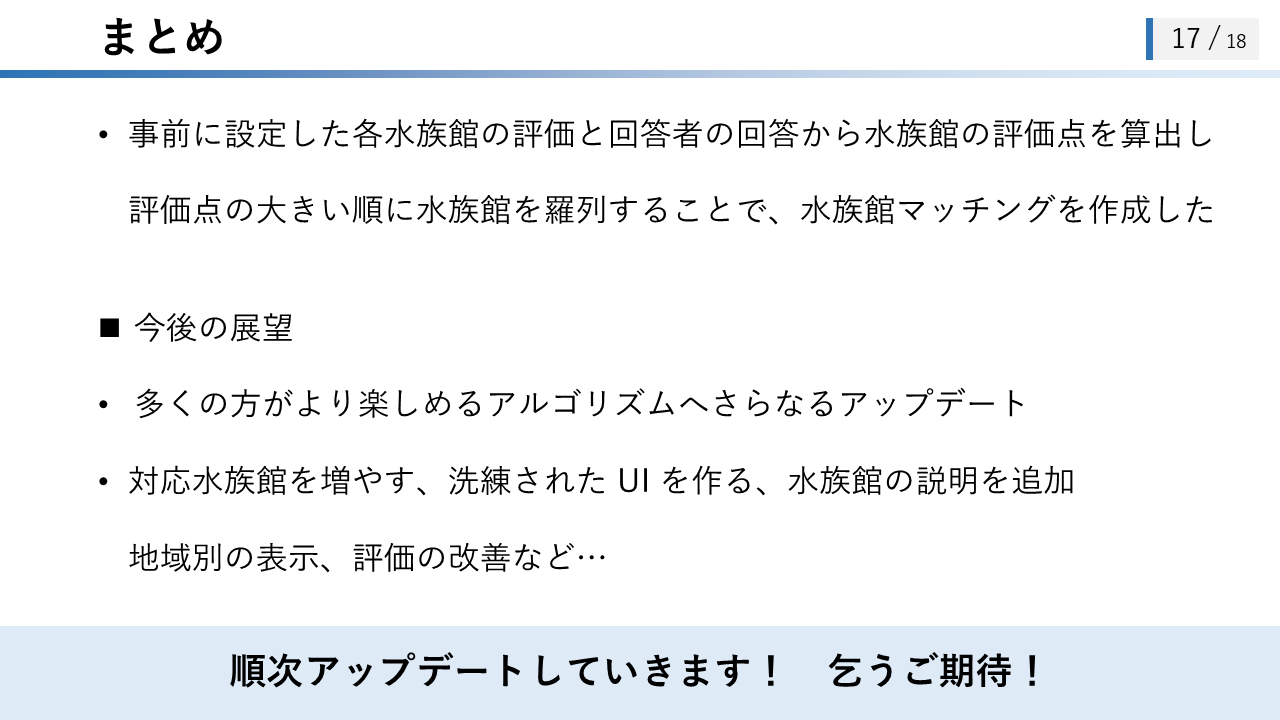 まとめ
17 / 18
• 事前に設定した各水族館の評価と回答者の回答から水族館の評価点を算出し
評価点の大きい順に水族館を羅列することで、水族館マッチングを作成した
■ 今後の展望
• 多くの方がより楽しめるアルゴリズムへさらなるアップデート
• 対応水族館を増やす、洗練された UI を作る、水族館の説明を追加
地域別の表示、評価の改善など…
順次アップデートしていきます！　乞うご期待！